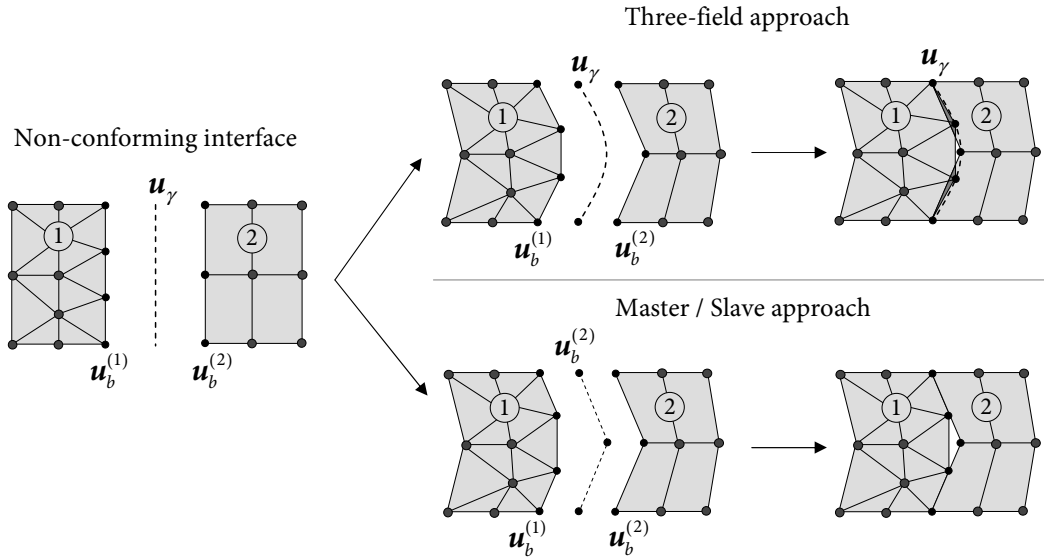 Three-field approach
u_γ
u_γ
1
2
1
2
Non-conforming interface
u_γ
1
2
u_b^(1)
u_b^(2)
u_b^(1)
u_b^(2)
Master / Slave approach
u_b^(2)
1
2
1
2
u_b^(1)
u_b^(2)